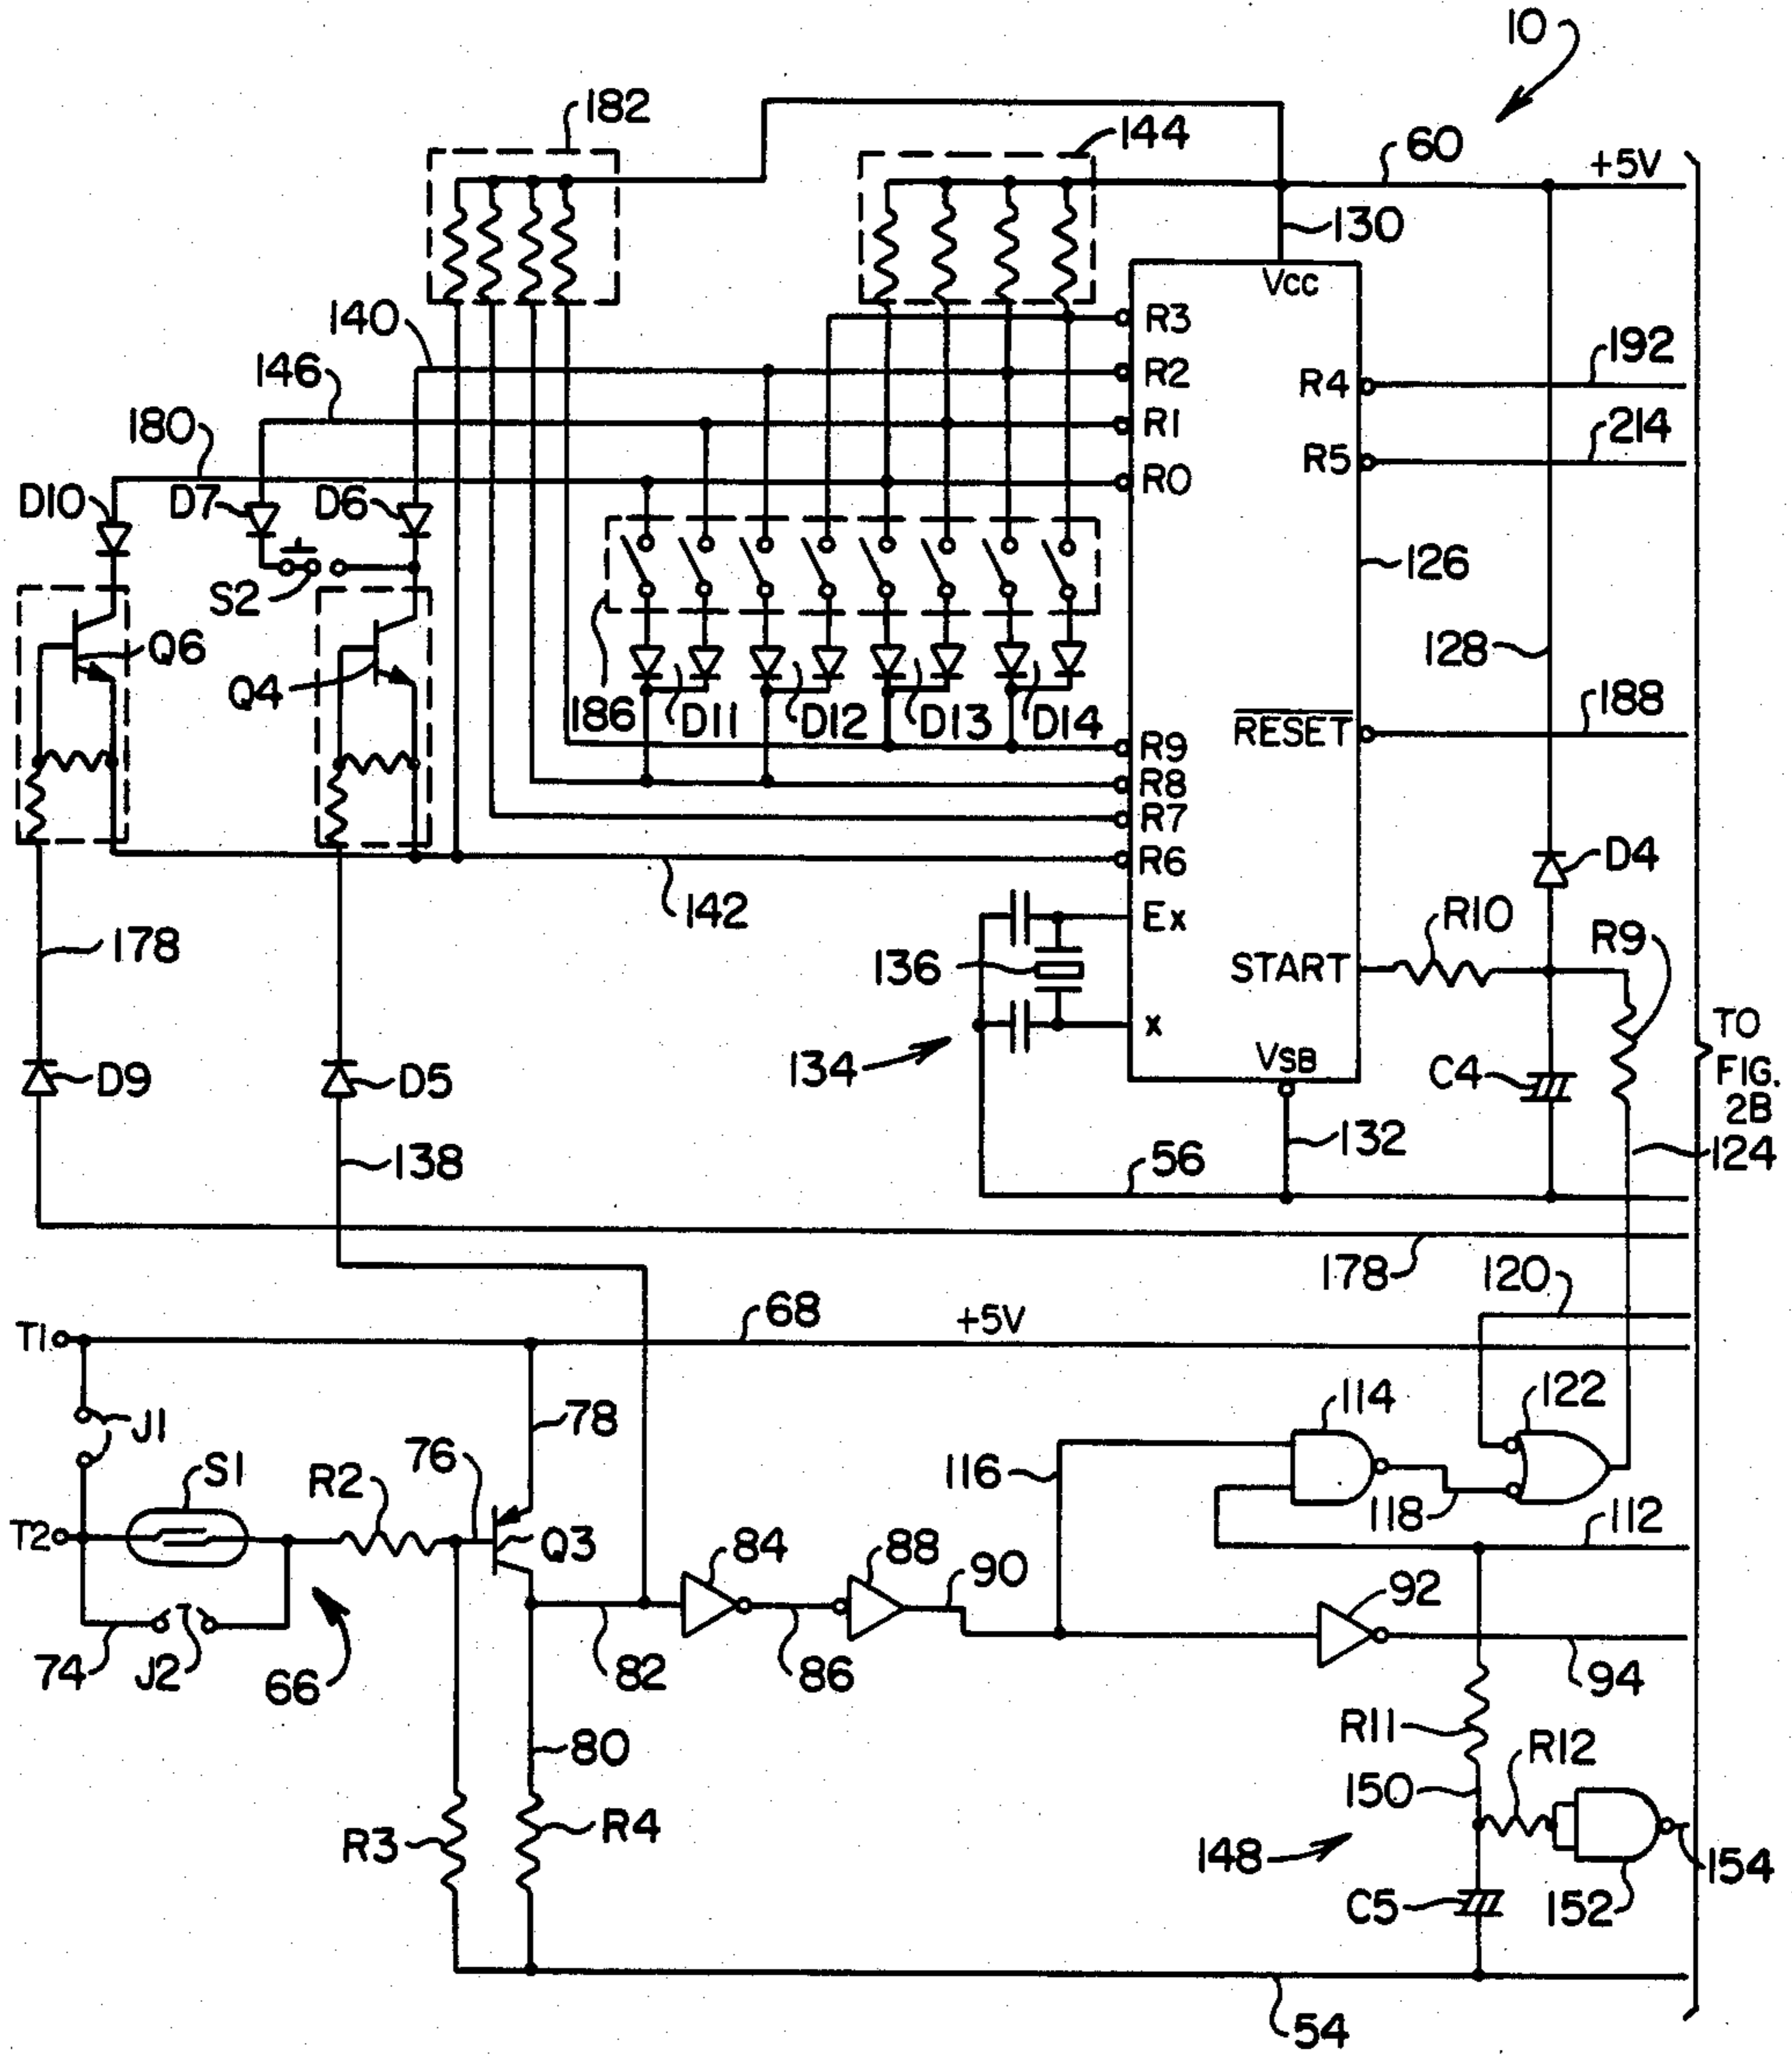 10
182
144
60
+5V
130
Vcc
140
R3
146
R2
192
R4
R1
180
214
R5
R0
D10
D7
D6
S2
126
Q6
128
Q4
186
D11
D12
D13
D14
188
RESET
R9
R8
R7
D4
R6
142
R10
R9
Ex
178
136
START
TO
FIG.
2B
X
134
VSB
C4
D9
D5
132
124
138
56
178
120
T1
68
+5V
J1
78
114
122
S1
76
116
R2
118
112
T2
Q3
84
88
90
92
74
J2
66
82
86
94
R11
R12
80
150
R3
R4
148
154
C5
152
54